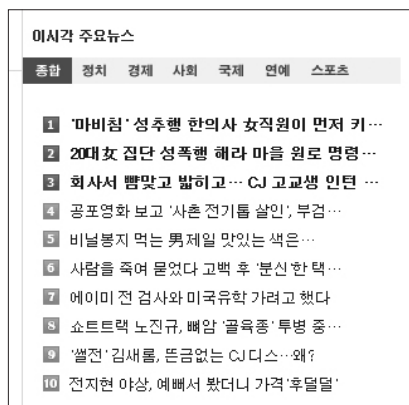 이시각 주요뉴스
종합 정치 경제 사회 국제 연예 스포츠
1 '마비침' 성추행 한의사 女직원이 먼저 키…
2 20대 女 집단 성폭행 해라 마을 원로 명령…
3 회사서 뺨맞고 밟히고… CJ 고교생 인턴 …
4 공포영화 보고 '사촌 전기톱 살인', 부검…
5 비닐봉지 먹는 男 제일 맛있는 색은…
6 사람을 죽여 묻었다 고백 후 '분신'한 택…
7 에이미 전 검사와 미국유학 가려고 했다
8 쇼트트랙 노진규, 뼈암 '골육종' 투병 중…
9 '썰전' 김새롬, 뜬금없는 CJ 디스…왜?
10 전지현 야상, 예뻐서 봤더니 가격 '후덜덜'